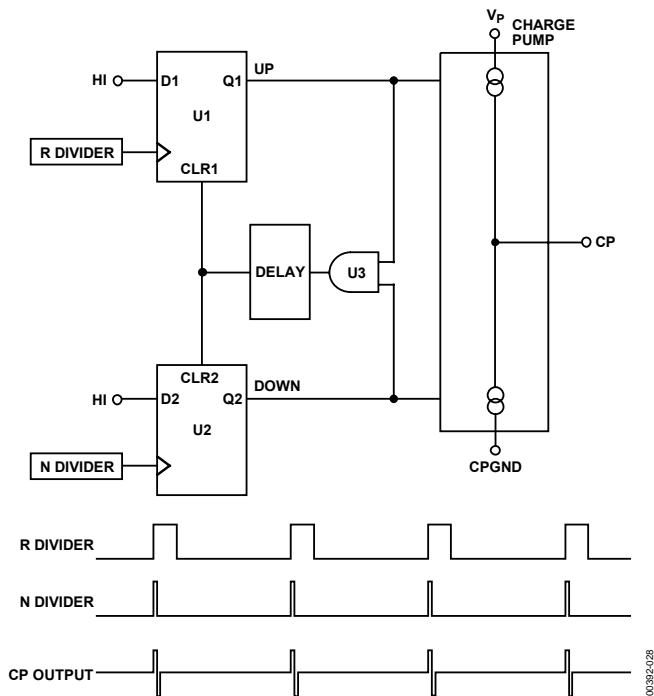 VP
CHARGE
PUMP
UP
HI
D1
Q1
U1
R DIVIDER
CLR1
DELAY
U3
CP
CLR2
DOWN
HI
D2
Q2
U2
N DIVIDER
CPGND
R DIVIDER
N DIVIDER
CP OUTPUT
00392-028